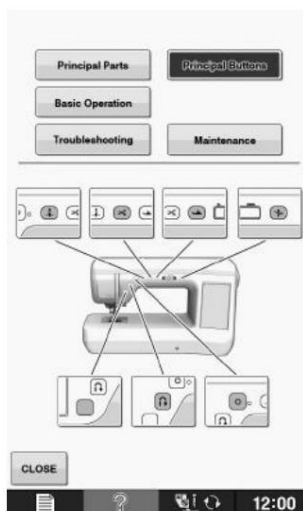 Principal Parts Principal Buttons
Basic Operation
Troubleshooting Maintenance
CLOSE
12:00